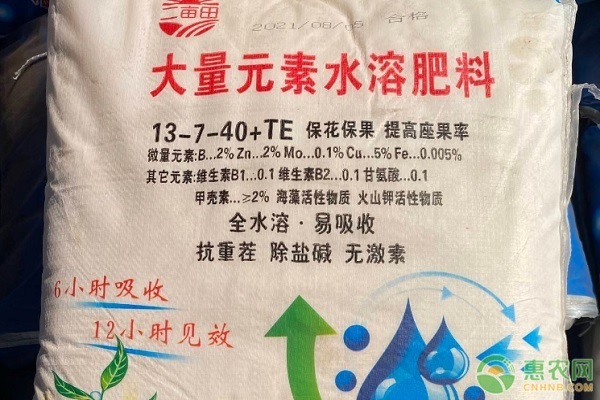 2021/08/15 合格
大量元素水溶肥料
13-7-40+TE 保花保果 提高座果率
微量元素:B...2% Zn...2% Mo...0.1% Cu...5% Fe...0.005%
其它元素:维生素B1...0.1 维生素B2...0.1 甘氨酸...0.1
甲壳素...≥2% 海藻活性物质 火山钾活性物质
全水溶·易吸收
抗重茬 除盐碱 无激素
6小时吸收
12小时见效
惠农网
CNHNB.COM